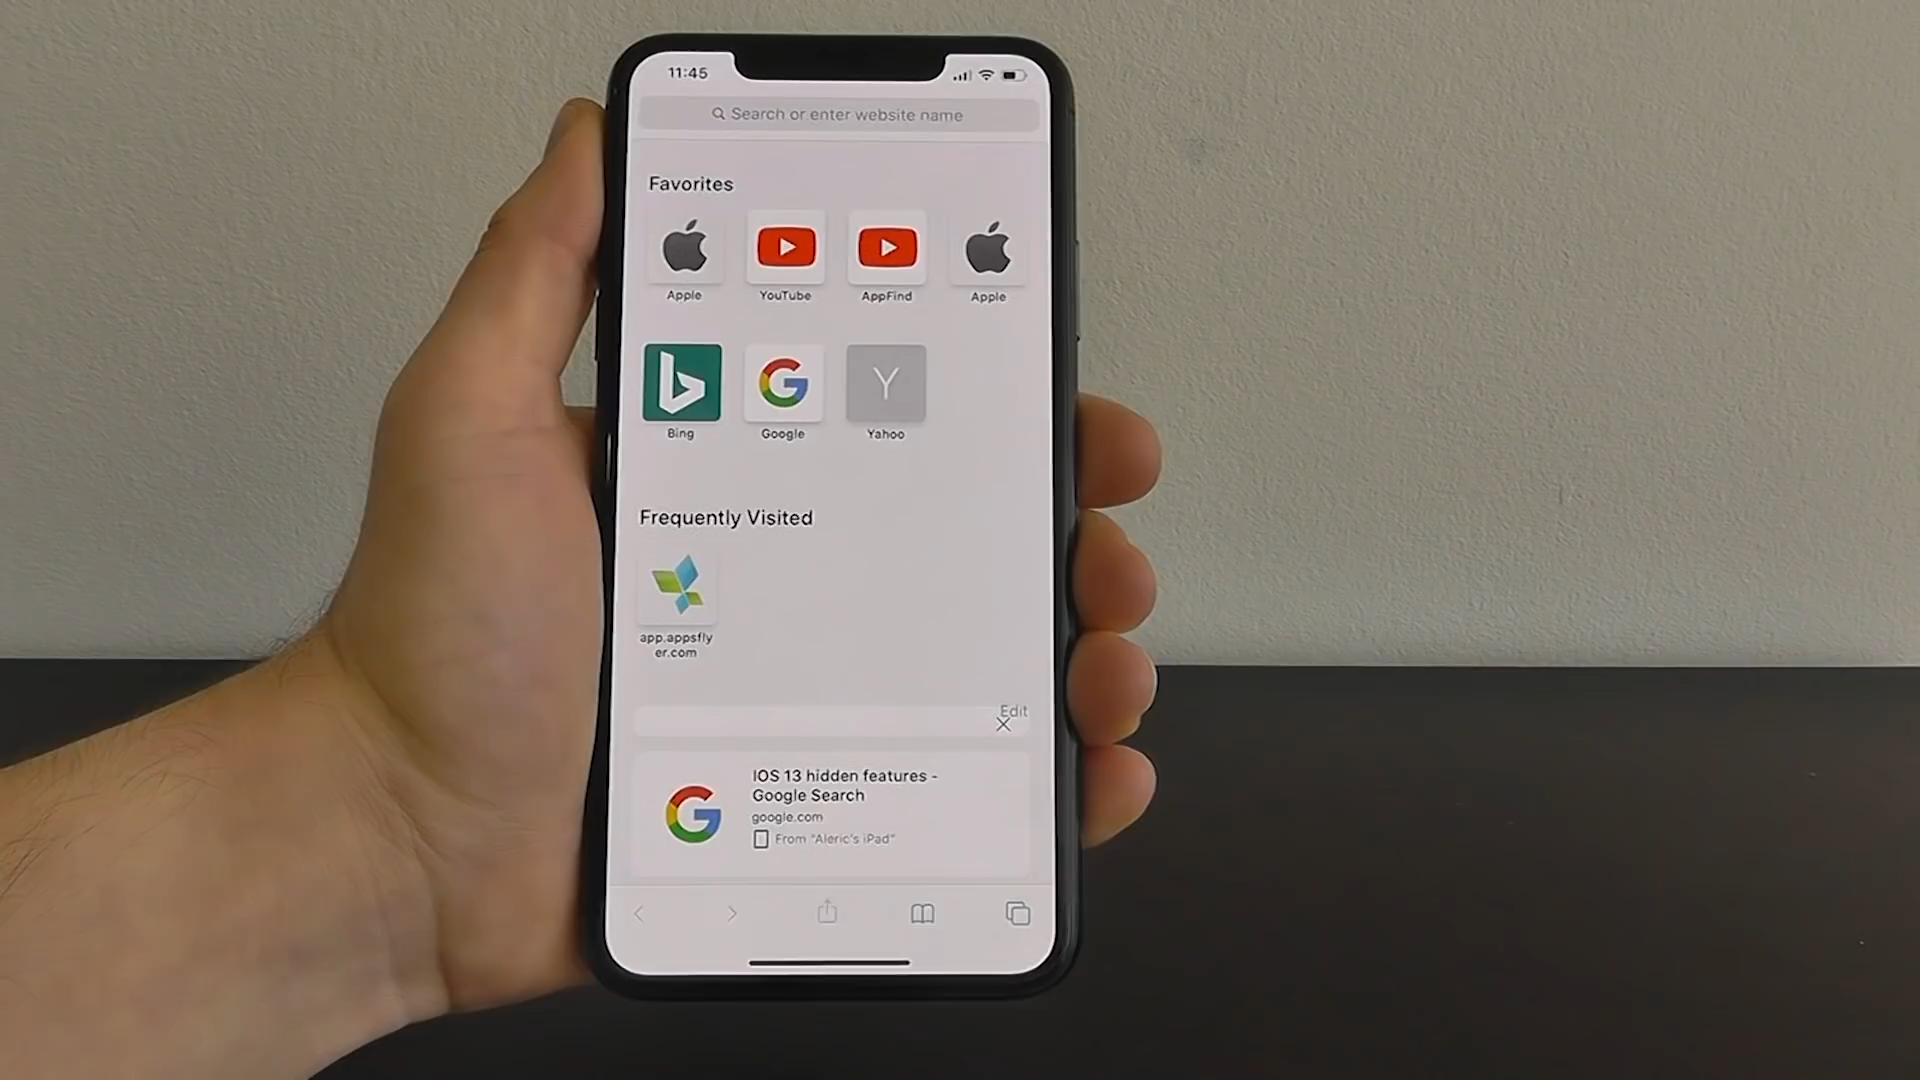 11:45
Search or enter website name
Favorites
Apple
YouTube
AppFind
Apple
Bing
Google
Y
Yahoo
Frequently Visited
app.appsfly
er.com
Edit
IOS 13 hidden features -
Google Search
google.com
From "Aleric's iPad"